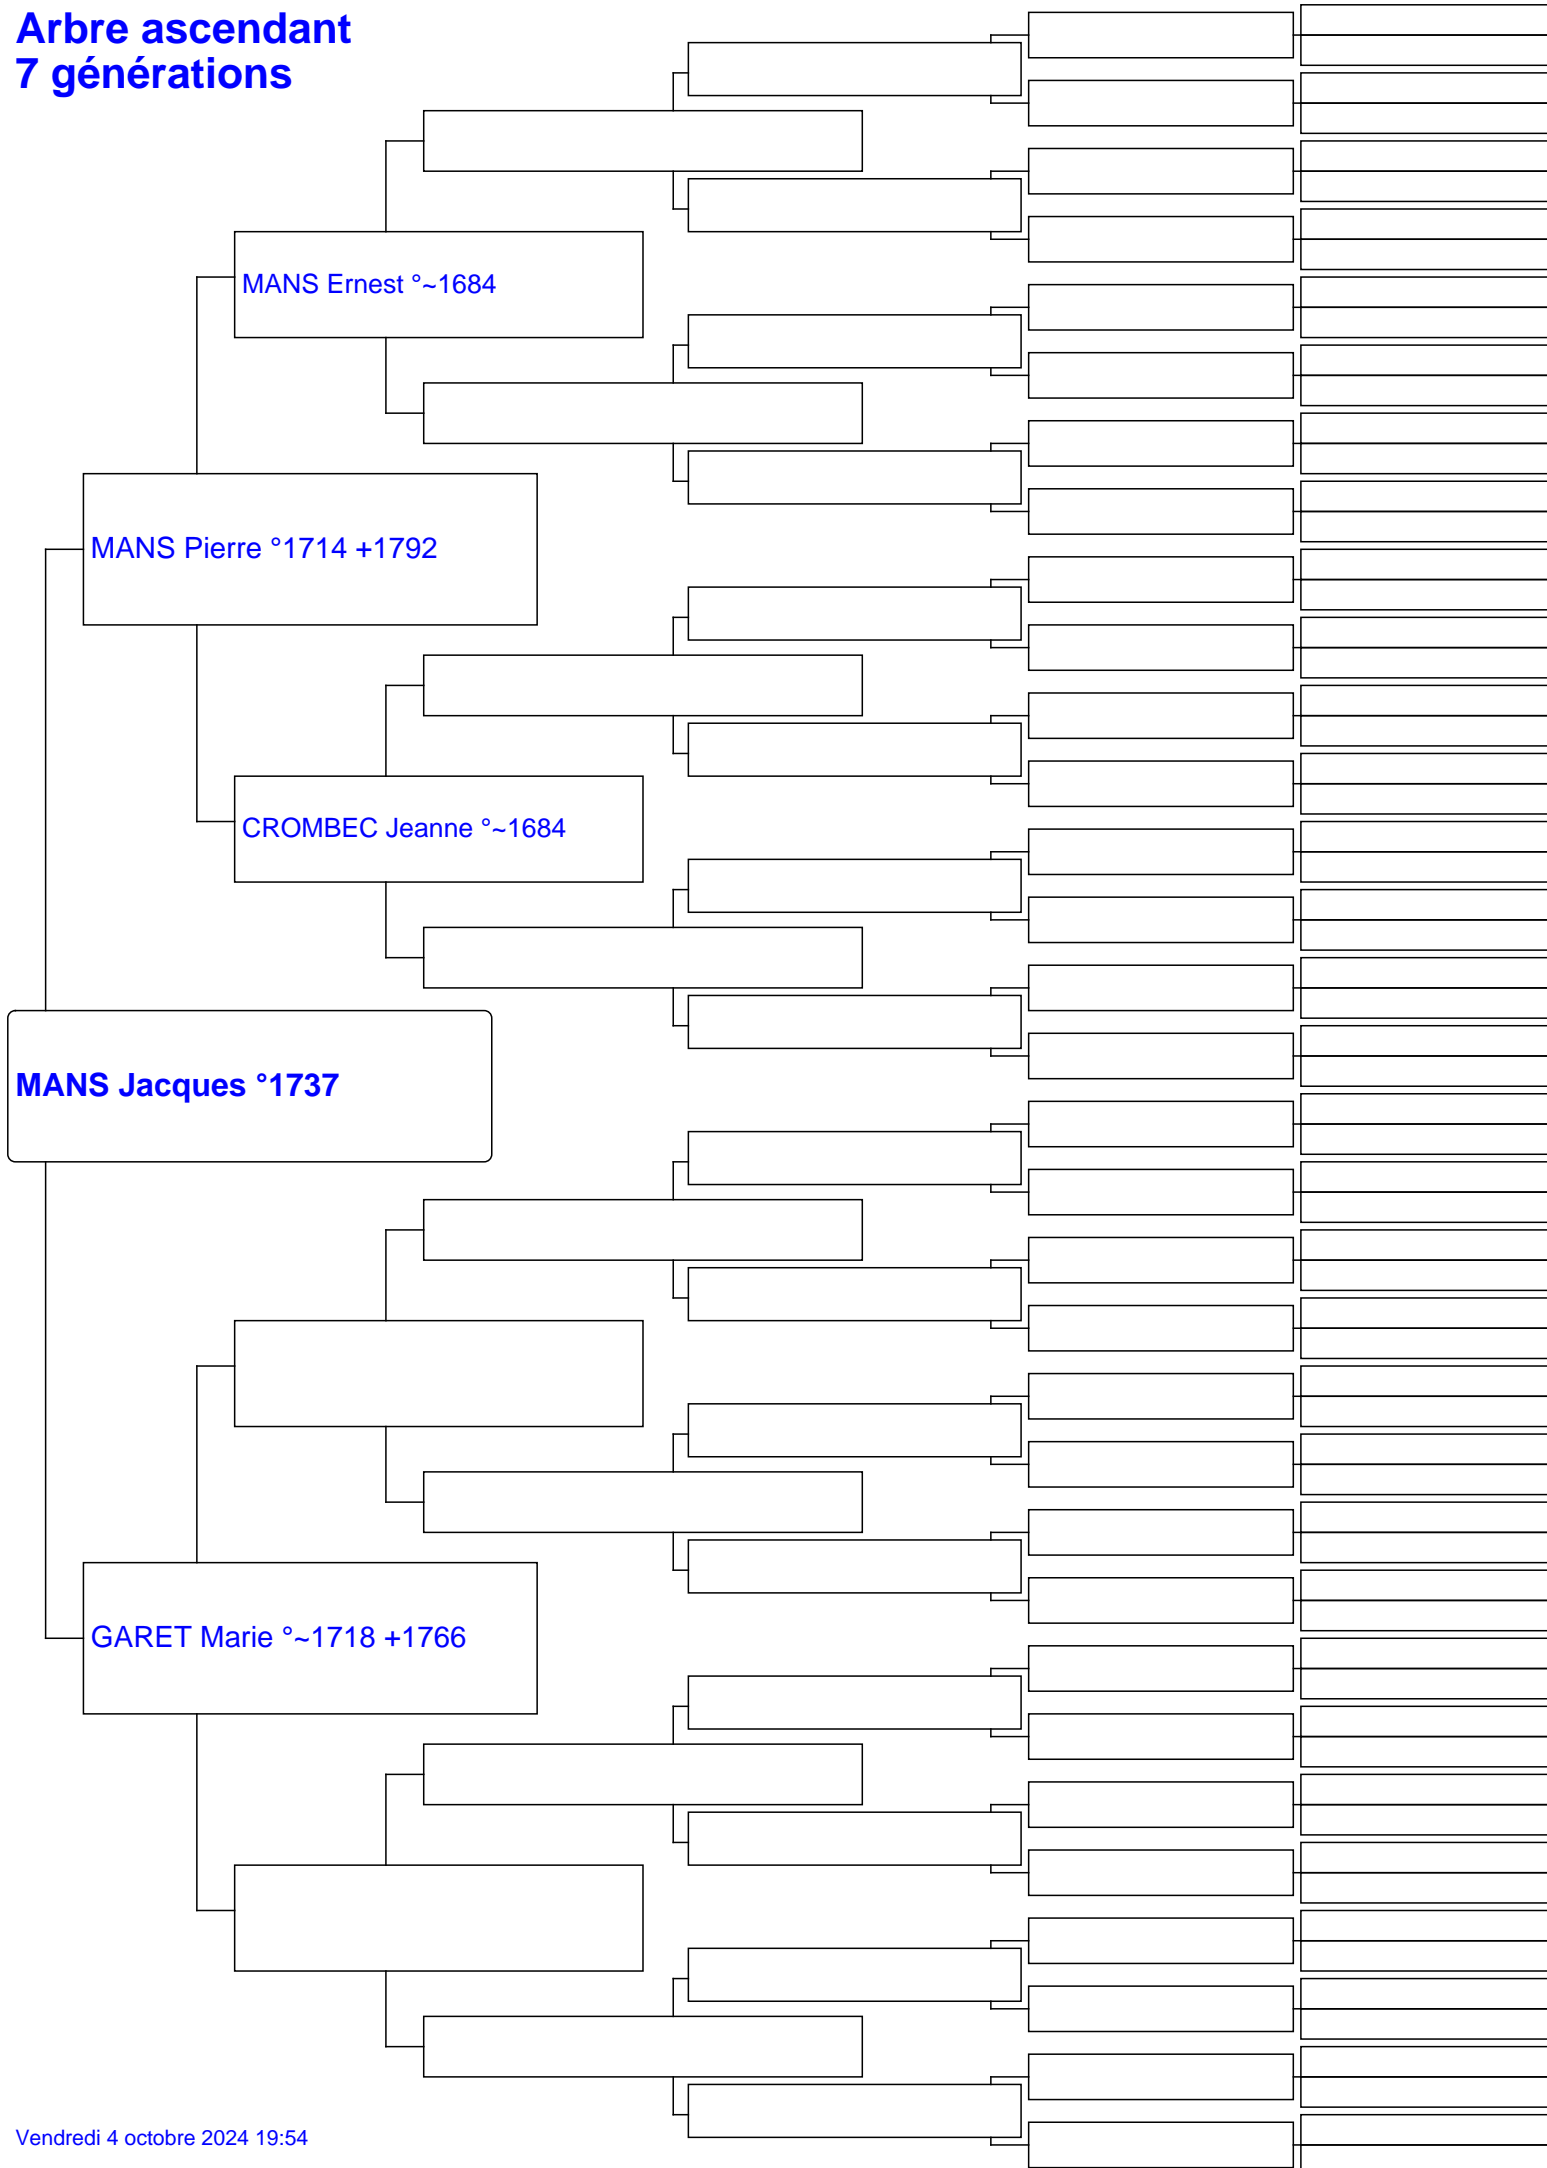 Arbre ascendant
7 générations
MANS Ernest °~1684
MANS Pierre °1714 +1792
CROMBEC Jeanne °~1684
MANS Jacques °1737
GARET Marie °~1718 +1766
Vendredi 4 octobre 2024 19:54